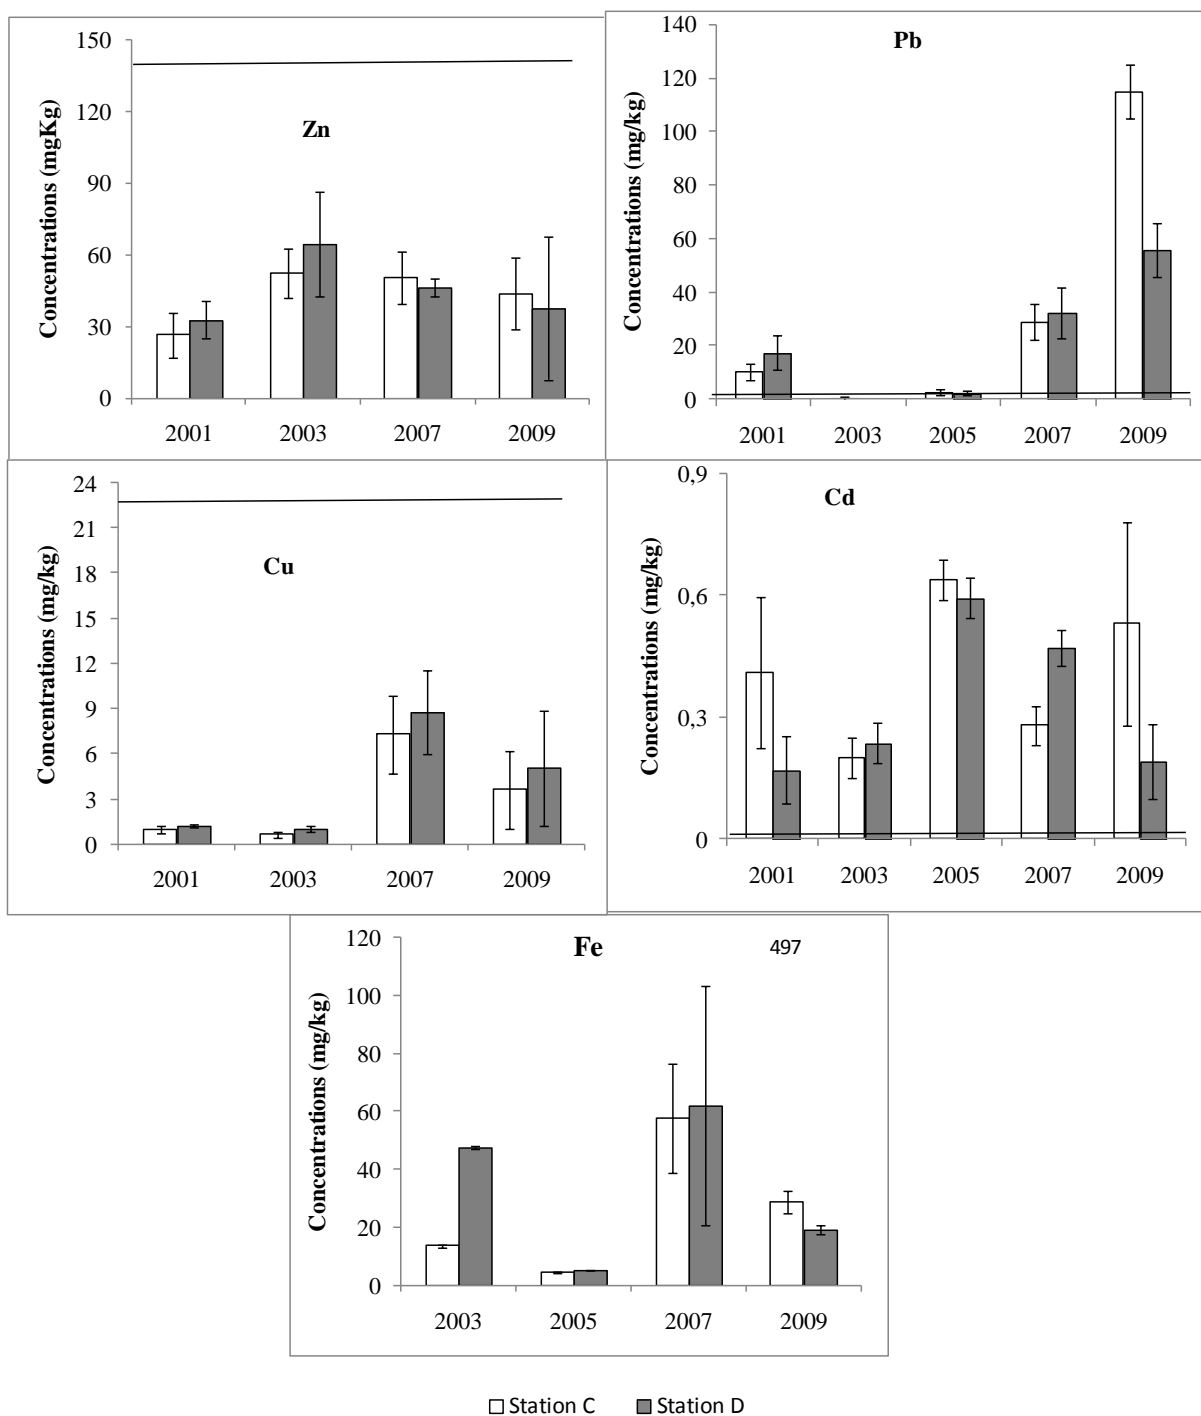 Zn
Concentrations (mgKg)
150
120
90
60
30
0
2001 2003 2007 2009
Pb
Concentrations (mg/kg)
140
120
100
80
60
40
20
0
2001 2003 2005 2007 2009
Cu
Concentrations (mg/kg)
24
21
18
15
12
9
6
3
0
2001 2003 2007 2009
Cd
Concentrations (mg/kg)
0,9
0,6
0,3
0
2001 2003 2005 2007 2009
Fe 497
Concentrations (mg/kg)
120
100
80
60
40
20
0
2003 2005 2007 2009
Station C Station D